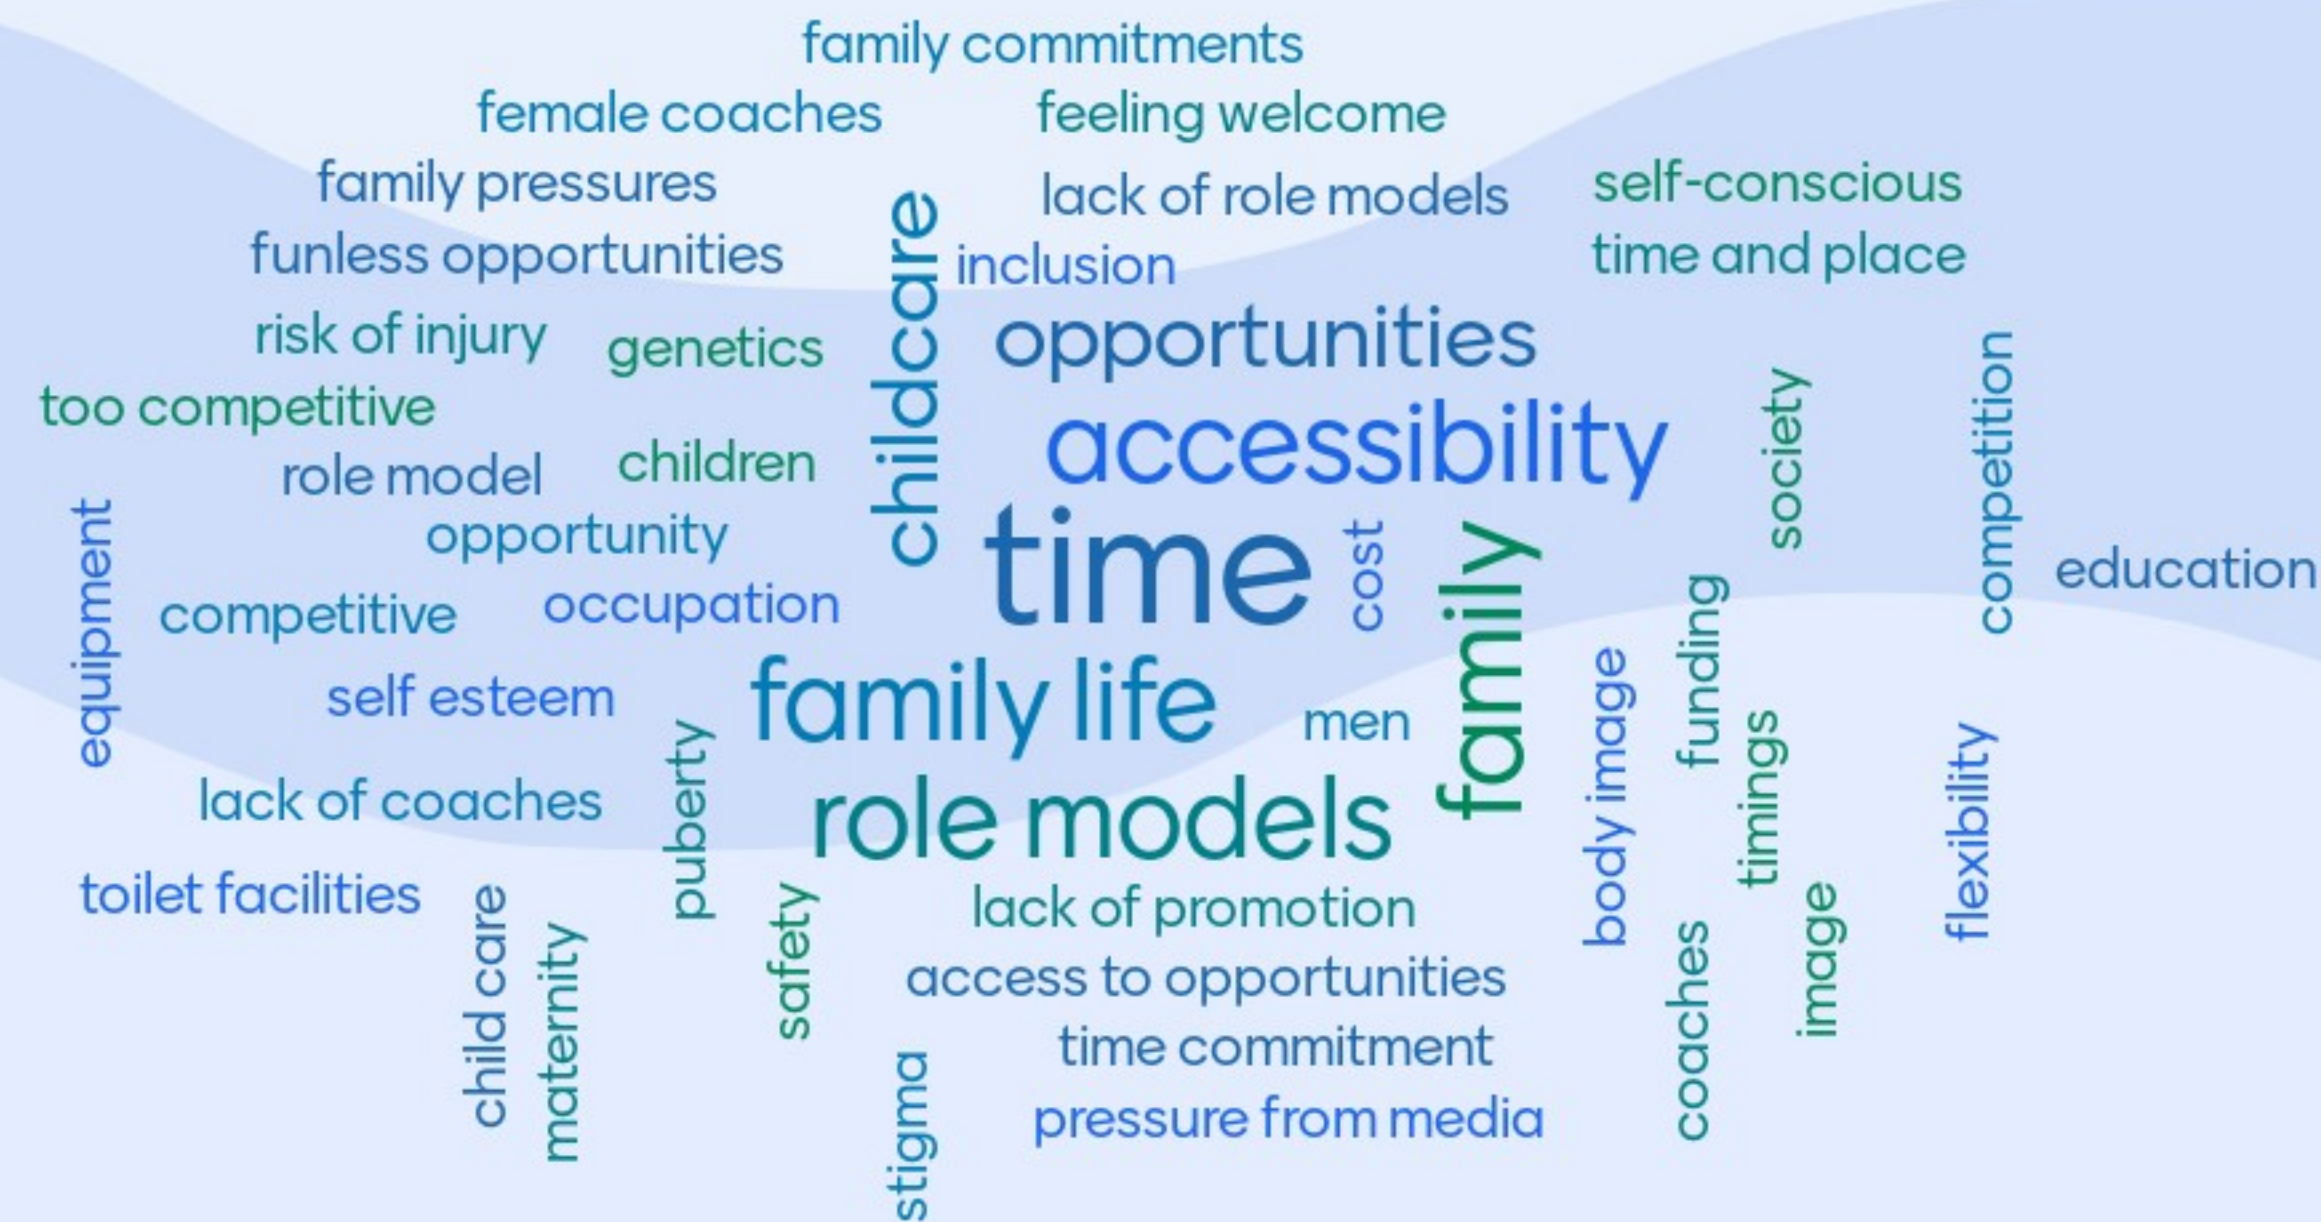 family commitments
female coaches
feeling welcome
family pressures
lack of role models
self-conscious
funless opportunities
childcare
inclusion
time and place
risk of injury
genetics
opportunities
too competitive
accessibility
society
competition
role model
children
equipment
opportunity
time
cost
family
education
competitive
occupation
funding
self esteem
family life
men
body image
puberty
timings
flexibility
lack of coaches
role models
toilet facilities
child care
maternity
safety
lack of promotion
coaches
image
access to opportunities
time commitment
stigma
pressure from media